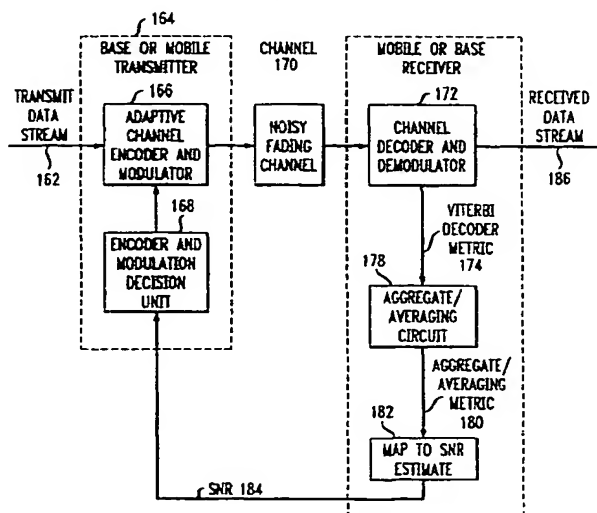 164
BASE OR MOBILE
TRANSMITTER
CHANNEL
170
MOBILE OR BASE
RECEIVER
TRANSMIT
DATA
STREAM
162
166
ADAPTIVE
CHANNEL
ENCODER AND
MODULATOR
NOISY
FADING
CHANNEL
172
CHANNEL
DECODER AND
DEMODULATOR
RECEIVED
DATA
STREAM
186
168
ENCODER AND
MODULATION
DECISION
UNIT
VITERBI
DECODER
METRIC
174
178
AGGREGATE/
AVERAGING
CIRCUIT
AGGREGATE/
AVERAGING
METRIC
180
182
MAP TO SNR
ESTIMATE
SNR 184